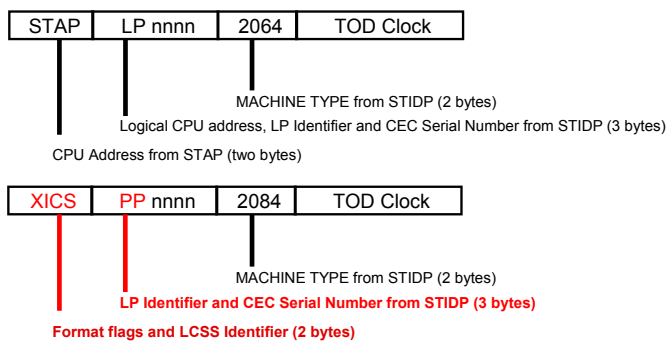 STAP LP nnnn 2064 TOD Clock
MACHINE TYPE from STIDP (2 bytes)
Logical CPU address, LP Identifier and CEC Serial Number from STIDP (3 bytes)
CPU Address from STAP (two bytes)
XICS PP nnnn 2084 TOD Clock
MACHINE TYPE from STIDP (2 bytes)
LP Identifier and CEC Serial Number from STIDP (3 bytes)
Format flags and LCSS Identifier (2 bytes)